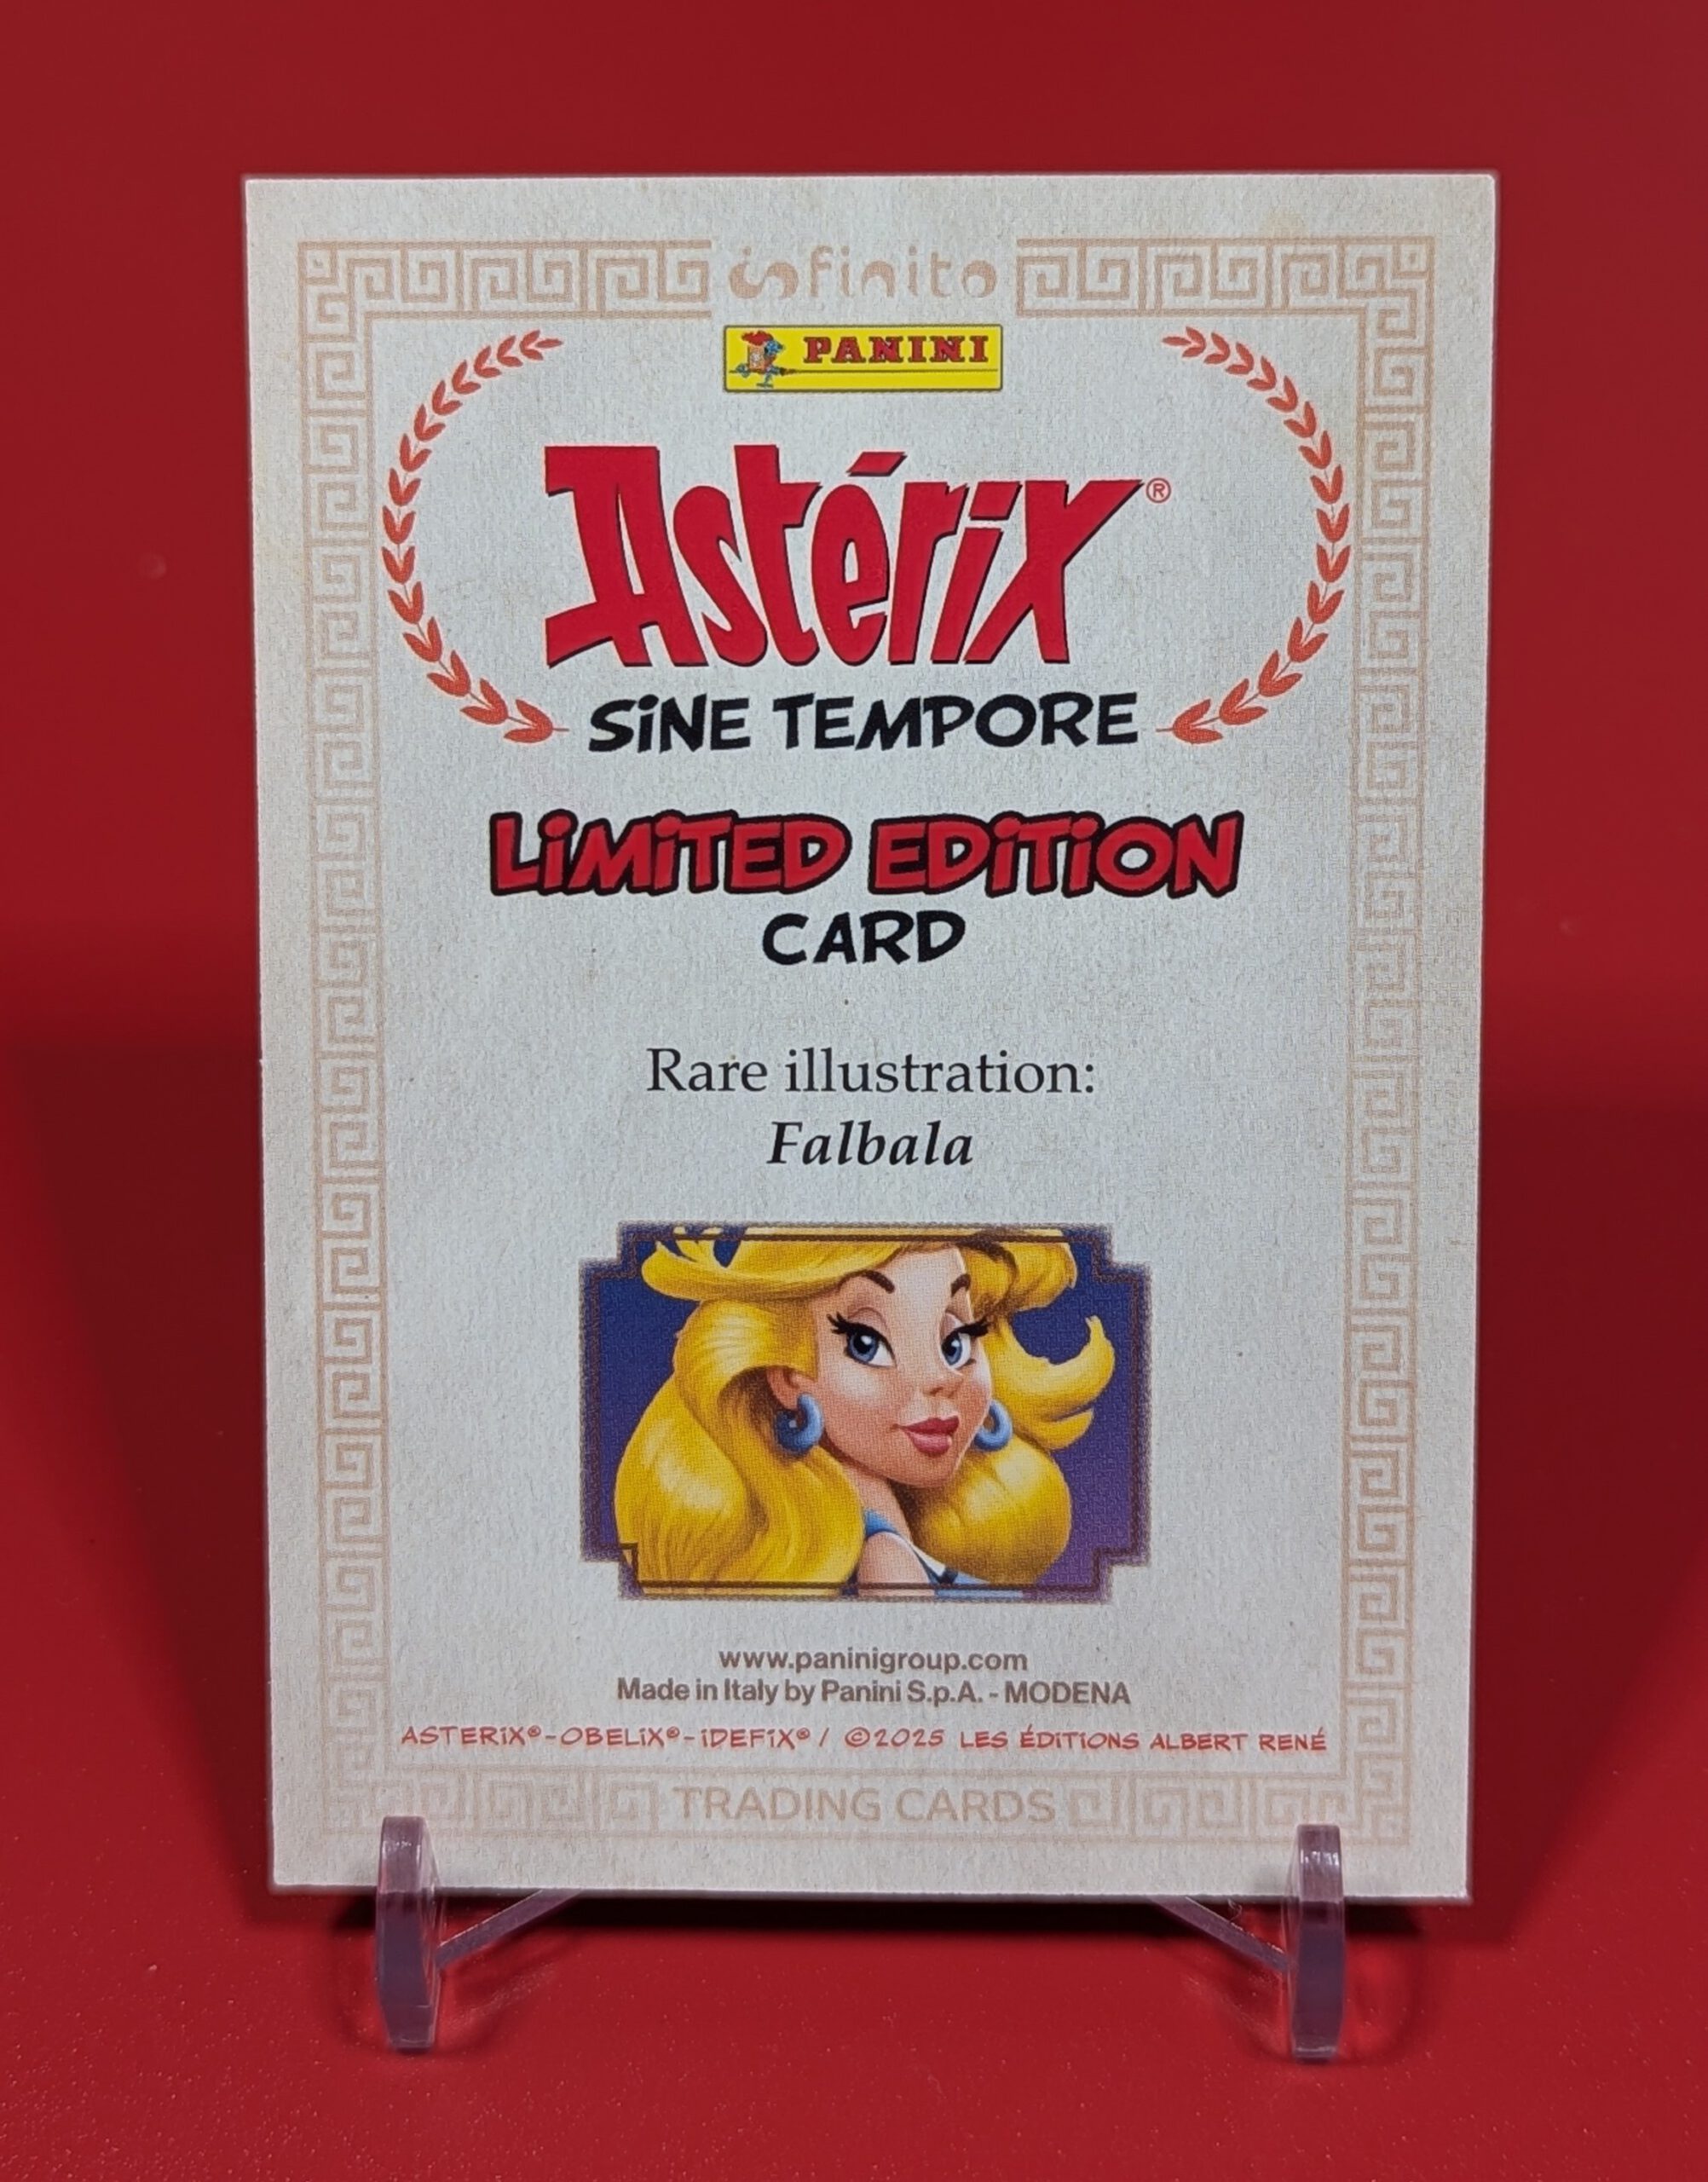 infinito
PANINI
Astérix®
SiNE TEMPORE
LiMiTED EDiTiON
CARD
Rare illustration:
Falbala
www.paninigroup.com
Made in Italy by Panini S.p.A. - MODENA
ASTERiX®-OBELiX®-iDEFiX® / ©2025 LES ÉDiTiONS ALBERT RENÉ
TRADING CARDS